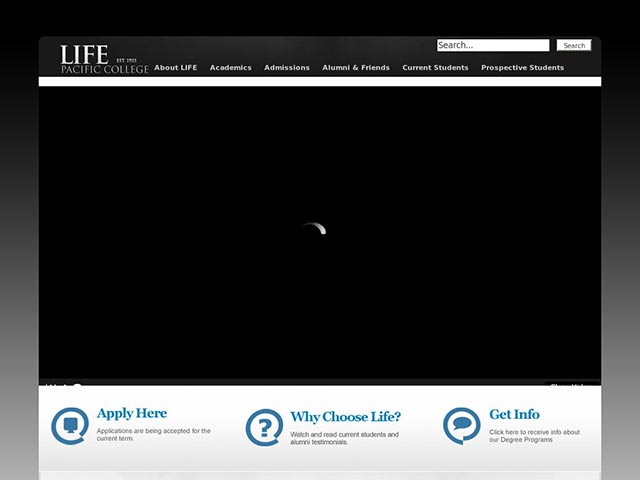 Search...
Search
LIFE
EST. 1923
PACIFIC COLLEGE
About LIFE
Academics
Admissions
Alumni & Friends
Current Students
Prospective Students
Apply Here
Applications are being accepted for the
current term.
Why Choose Life?
Watch and read current students and
alumni testimonials.
Get Info
Click here to receive info about
our Degree Programs